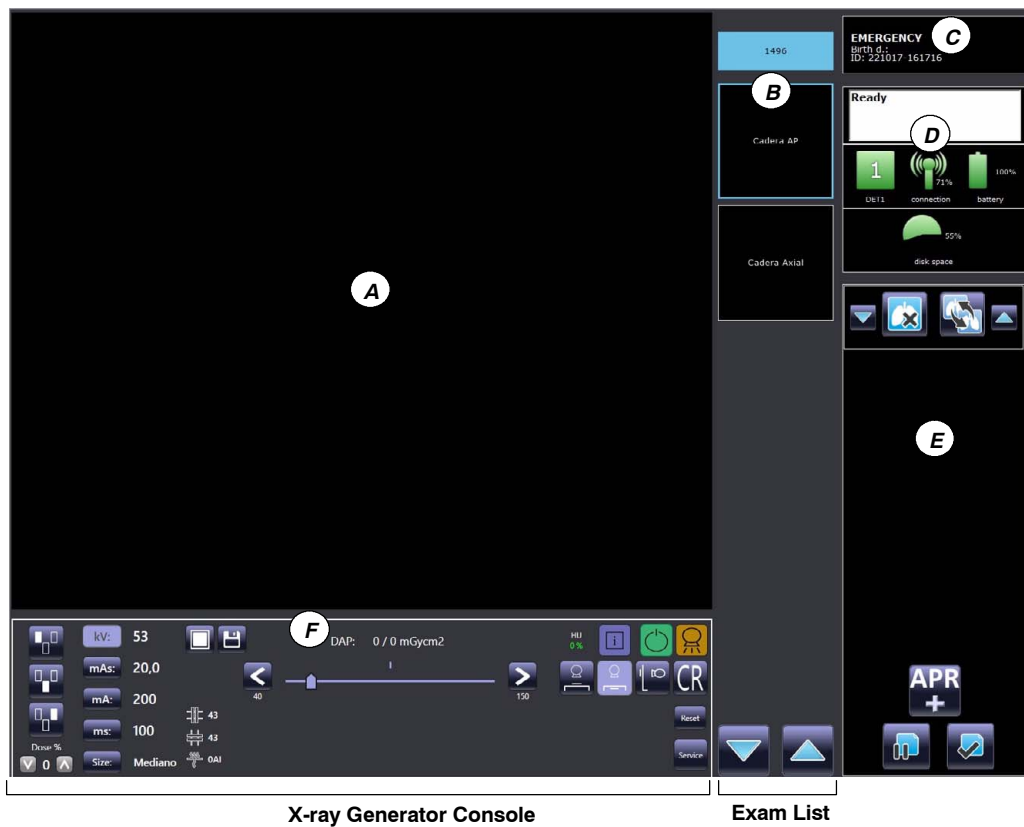 1496
B
Cadera AP
Cadera Axial
EMERGENCY
C
Birth d.:
ID: 221017-161716
Ready
D
1
71%
100%
DET1
connection
battery
55%
disk space
A
E
APR
+
F
kV:
53
mAs:
20,0
mA:
200
ms:
100
Size:
Mediano
Dose %
0
43
43
0Al
DAP:
0 / 0 mGycm2
40
150
HU
0 %
i
CR
Reset
Service
X-ray Generator Console
Exam List